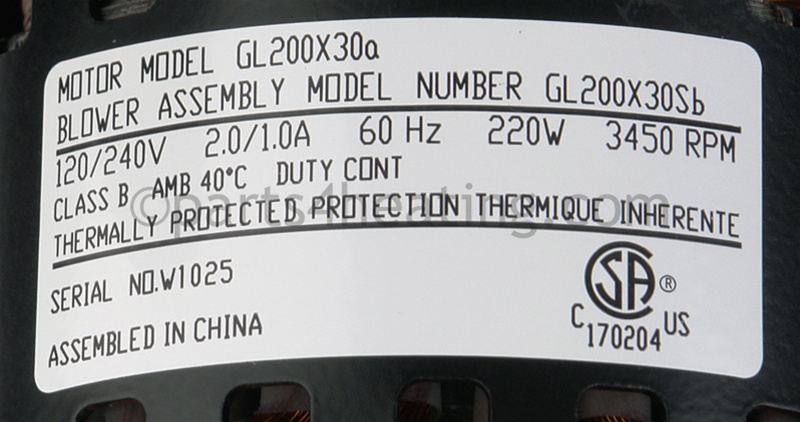 MOTOR MODEL GL200X30a
BLOWER ASSEMBLY MODEL NUMBER GL200X30Sb
120/240V 2.0/1.0A 60 Hz 220W 3450 RPM
CLASS B AMB 40°C DUTY CONT
THERMALLY PROTECTED PROTECTION THERMIQUE INHERENTE
©parts4heating.com
SERIAL NO.W1025
SA®
C 170204 US
ASSEMBLED IN CHINA